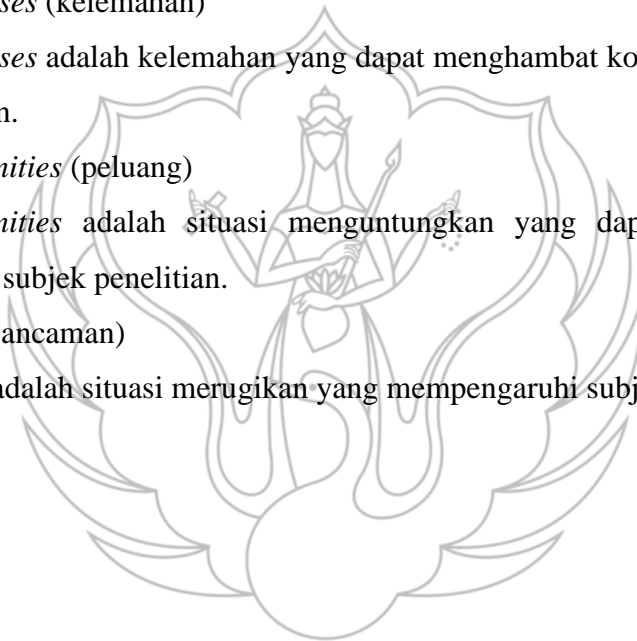 ses (kelemahan)
ses adalah kelemahan yang dapat menghambat ko
n.
nities (peluang)
nities adalah situasi menguntungkan yang dap
subjek penelitian.
ancaman)
adalah situasi merugikan yang mempengaruhi subj